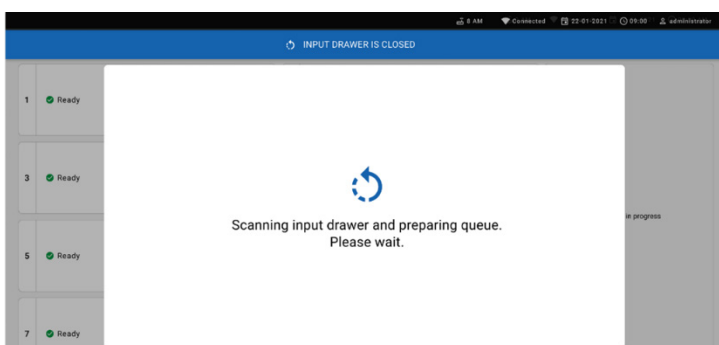 8 AM Connected 22-01-2021 09:00 administrator
INPUT DRAWER IS CLOSED
1 Ready
Scanning input drawer and preparing queue.
Please wait.
3 Ready
in progress
5 Ready
7 Ready